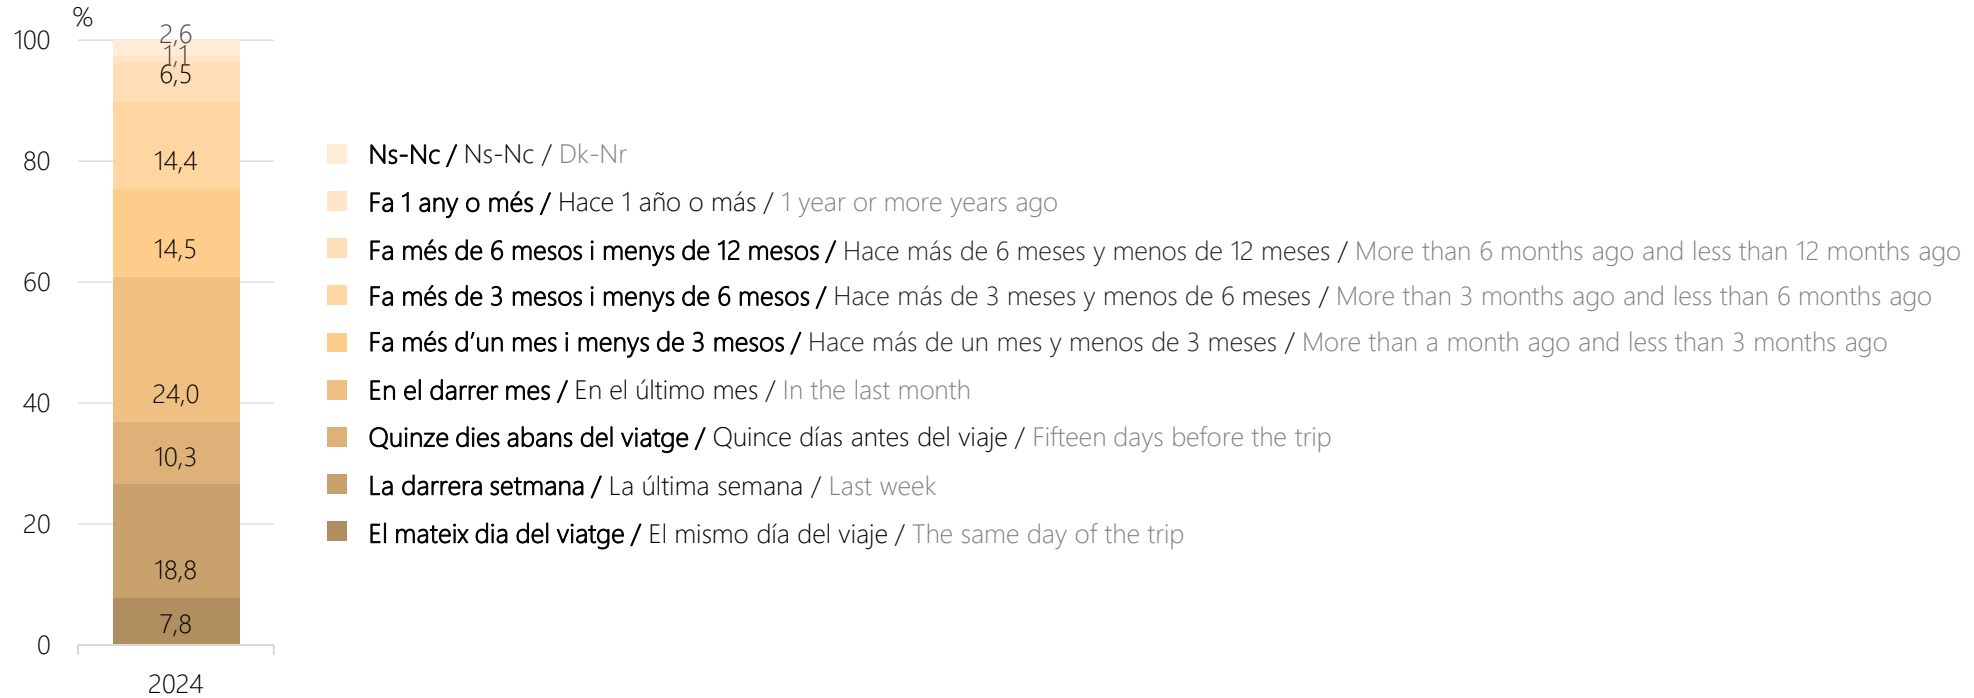 %
100
80
60
40
20
0
2,6
1,1
6,5
14,4
14,5
24,0
10,3
18,8
7,8
2024
Ns-Nc / Ns-Nc / Dk-Nr
Fa 1 any o més / Hace 1 año o más / 1 year or more years ago
Fa més de 6 mesos i menys de 12 mesos / Hace más de 6 meses y menos de 12 meses / More than 6 months ago and less than 12 months ago
Fa més de 3 mesos i menys de 6 mesos / Hace más de 3 meses y menos de 6 meses / More than 3 months ago and less than 6 months ago
Fa més d’un mes i menys de 3 mesos / Hace más de un mes y menos de 3 meses / More than a month ago and less than 3 months ago
En el darrer mes / En el último mes / In the last month
Quinze dies abans del viatge / Quince días antes del viaje / Fifteen days before the trip
La darrera setmana / La última semana / Last week
El mateix dia del viatge / El mismo día del viaje / The same day of the trip